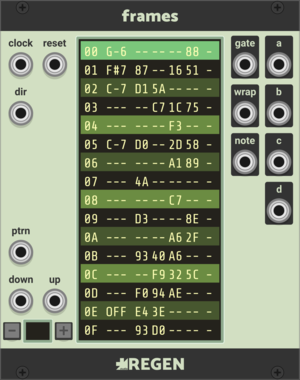 frames
clock reset
dir
ptrn
down up
− +
gate a
wrap b
note c
d
00 G-6 -- -- -- 88 -
01 F#7 87 -- 16 51 -
02 C-7 D1 5A -- -- -
03 --- -- C7 1C 75 -
04 --- -- -- F3 -- -
05 C-7 D0 -- 2D 58 -
06 --- -- -- A1 89 -
07 --- 4A -- -- -- -
08 --- -- -- C7 -- -
09 --- D3 -- -- 8E -
0A --- -- -- A6 2F -
0B --- 93 40 A6 -- -
0C --- -- F9 32 5C -
0D --- F0 94 AE -- -
0E OFF E4 3E -- -- -
0F --- 93 D0 -- -- -
REGEN